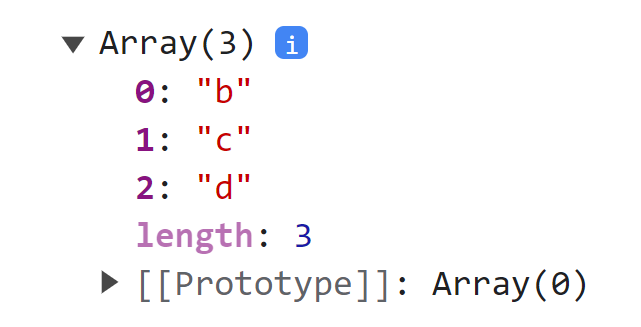 Array(3) i
0: "b"
1: "c"
2: "d"
length: 3
[[Prototype]]: Array(0)